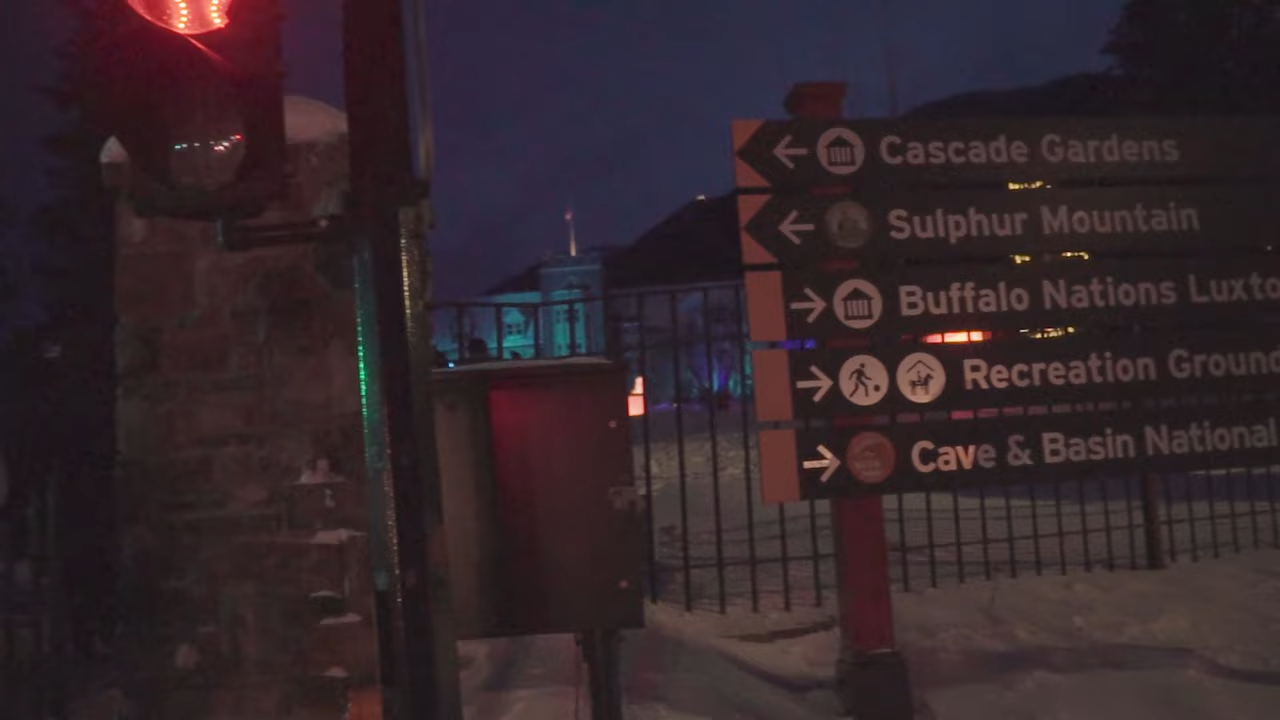 Cascade Gardens
Sulphur Mountain
Buffalo Nations Luxto
Recreation Ground
Cave & Basin National